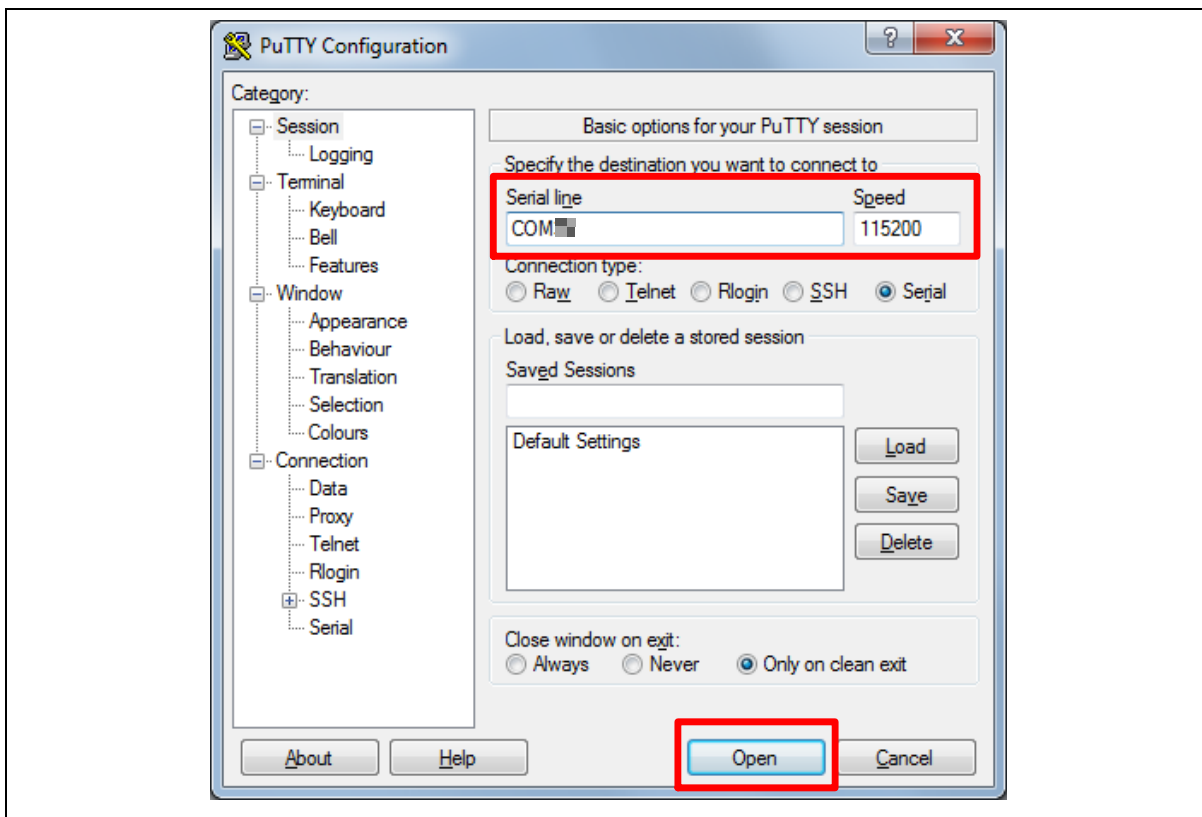 PuTTY Configuration
Category:
Session
Logging
Terminal
Keyboard
Bell
Features
Window
Appearance
Behaviour
Translation
Selection
Colours
Connection
Data
Proxy
Telnet
Rlogin
SSH
Serial
Basic options for your PuTTY session
Specify the destination you want to connect to
Serial line Speed
COM 115200
Connection type:
Raw Telnet Rlogin SSH Serial
Load, save or delete a stored session
Saved Sessions
Default Settings
Load
Save
Delete
Close window on exit:
Always Never Only on clean exit
About Help Open Cancel